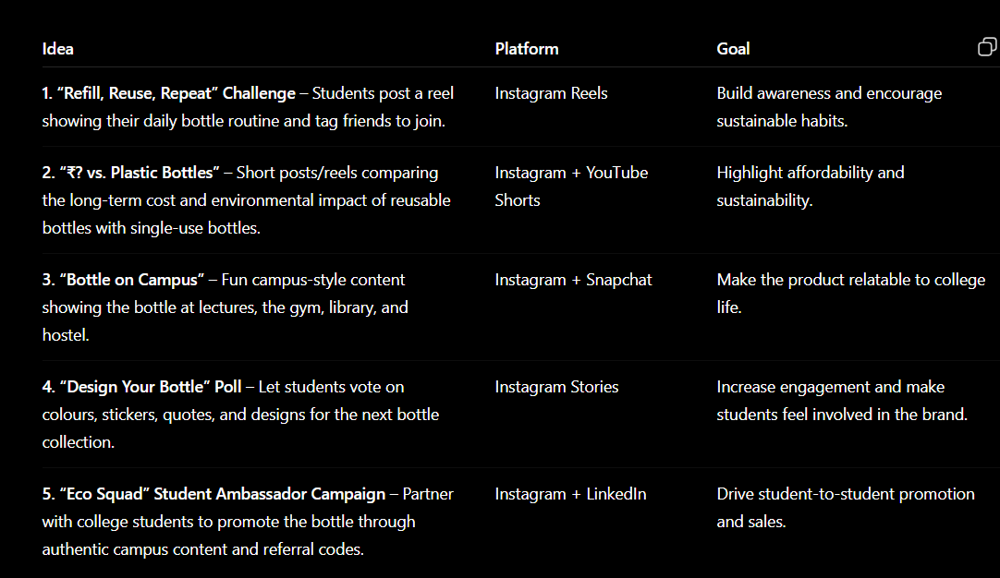 Idea Platform Goal
1. “Refill, Reuse, Repeat” Challenge – Students post a reel Instagram Reels Build awareness and encourage
showing their daily bottle routine and tag friends to join. sustainable habits.
2. “₹? vs. Plastic Bottles” – Short posts/reels comparing Instagram + YouTube Highlight affordability and
the long-term cost and environmental impact of reusable Shorts sustainability.
bottles with single-use bottles.
3. “Bottle on Campus” – Fun campus-style content Instagram + Snapchat Make the product relatable to college
showing the bottle at lectures, the gym, library, and life.
hostel.
4. “Design Your Bottle” Poll – Let students vote on Instagram Stories Increase engagement and make
colours, stickers, quotes, and designs for the next bottle students feel involved in the brand.
collection.
5. “Eco Squad” Student Ambassador Campaign – Partner Instagram + LinkedIn Drive student-to-student promotion
with college students to promote the bottle through and sales.
authentic campus content and referral codes.